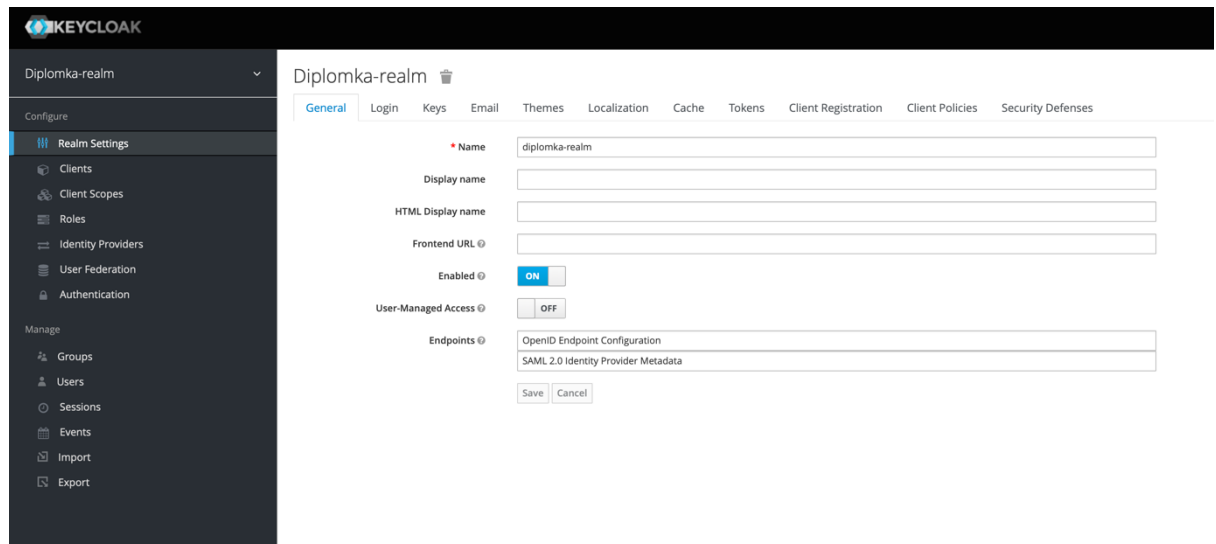 KEYCLOAK
Diplomka-realm
Configure
Realm Settings
Clients
Client Scopes
Roles
Identity Providers
User Federation
Authentication
Manage
Groups
Users
Sessions
Events
Import
Export
Diplomka-realm
General Login Keys Email Themes Localization Cache Tokens Client Registration Client Policies Security Defenses
* Name diplomka-realm
Display name
HTML Display name
Frontend URL
Enabled ON
User-Managed Access OFF
Endpoints OpenID Endpoint Configuration
SAML 2.0 Identity Provider Metadata
Save Cancel